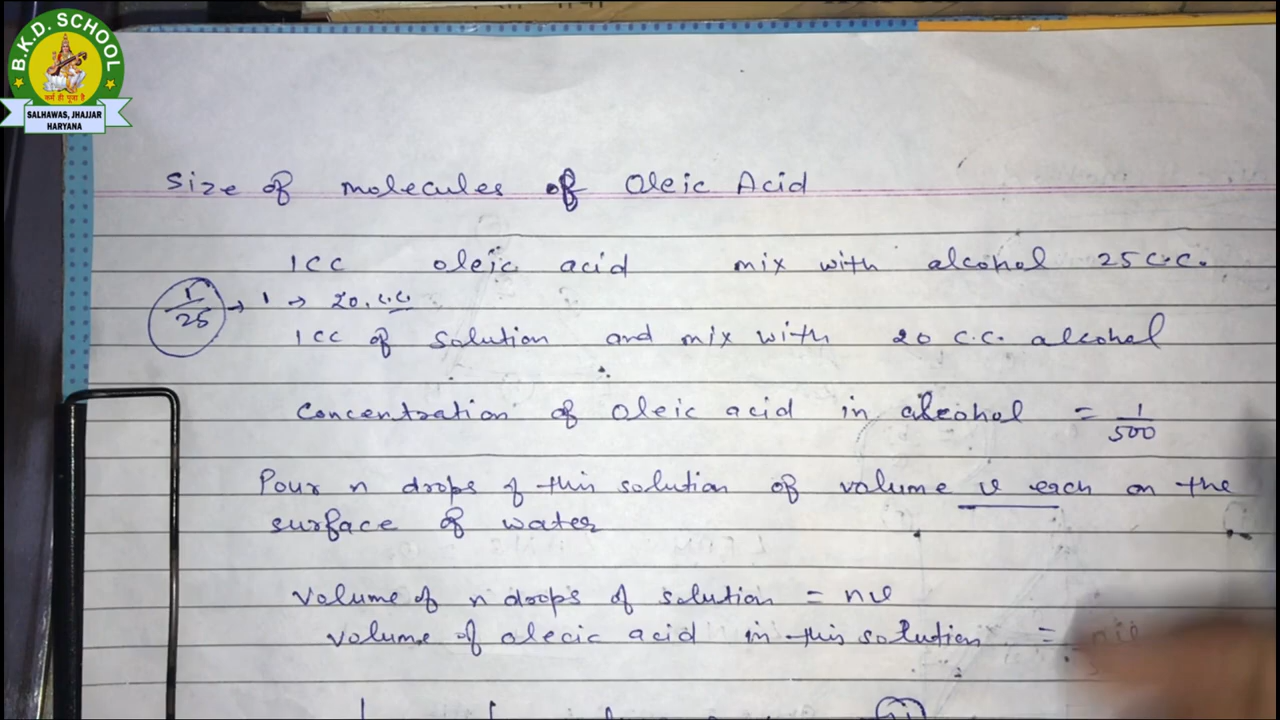 B.K.D. SCHOOL
कर्म ही पूजा है
SALHAWAS, JHAJJAR
HARYANA
Size of molecules of Oleic Acid
1CC oleic acid mix with alcohol 25 C.C.
1/25 → 1 → 20.C.C.
1CC of solution and mix with 20 C.C. alcohol
Concentration of oleic acid in alcohol = 1/500
Pour n drops of this solution of volume v each on the
surface of water
Volume of n drops of solution = nv
Volume of olecic acid in this solution =